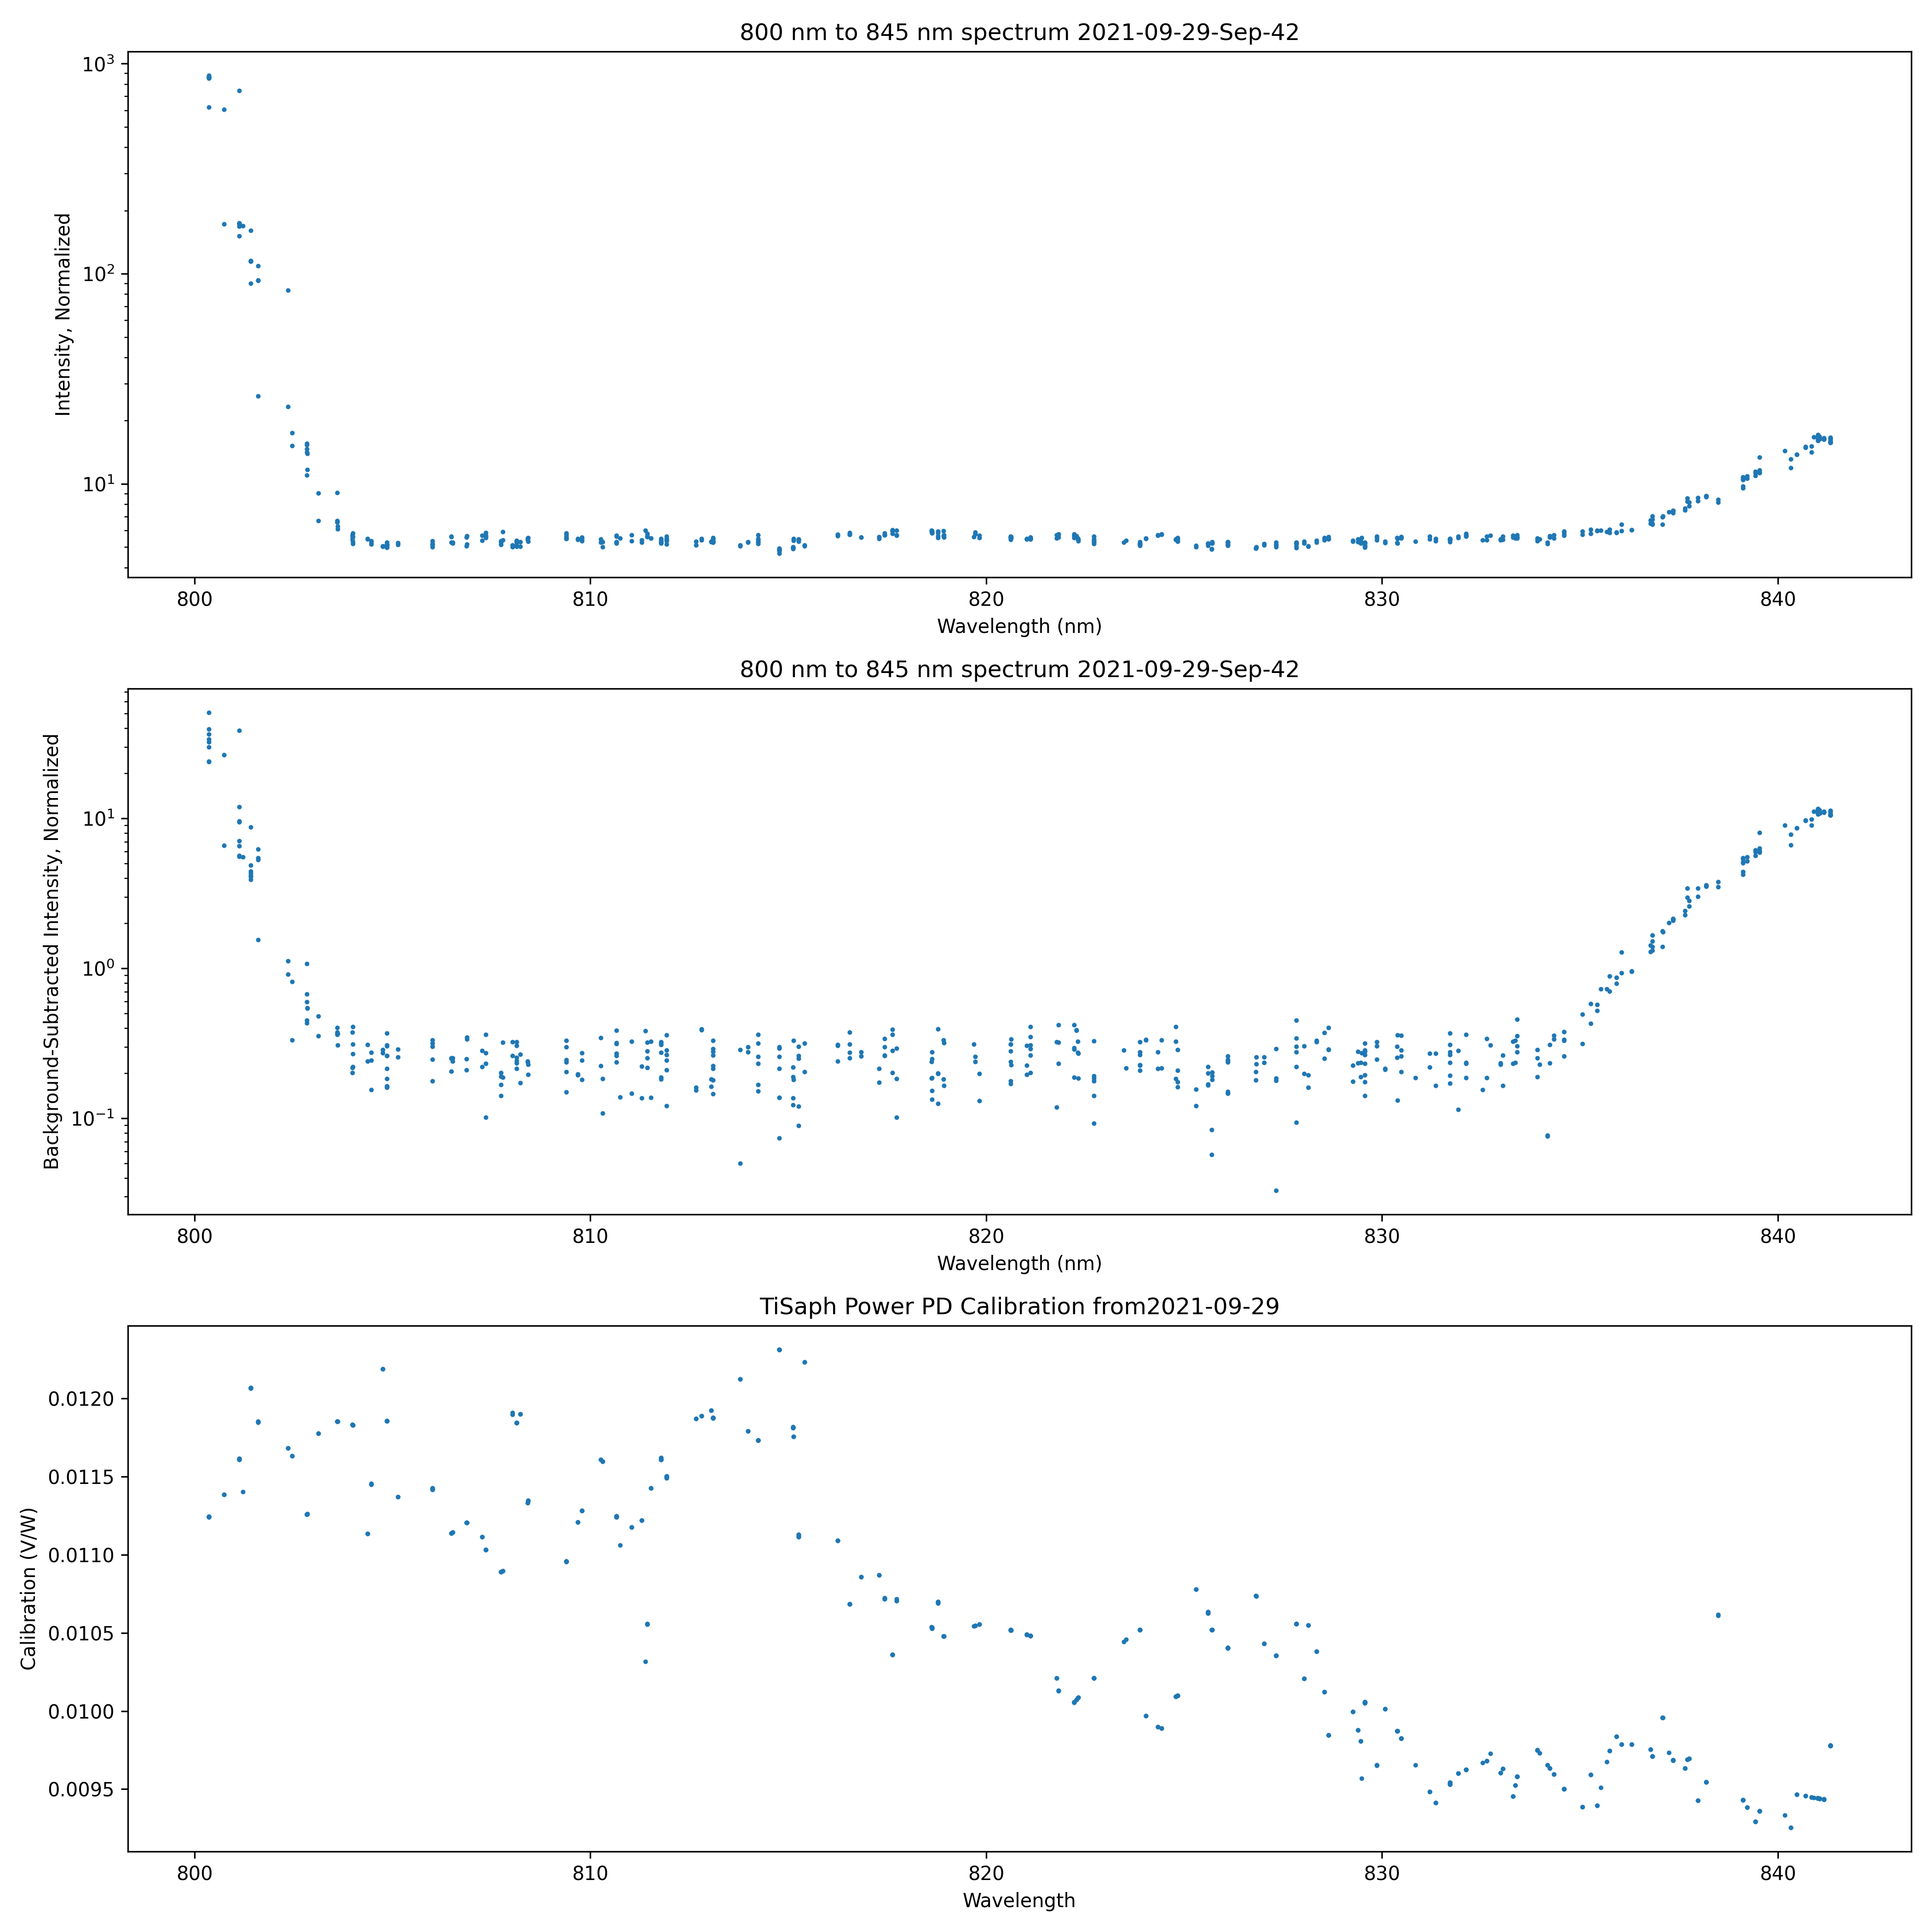 800 nm to 845 nm spectrum 2021-09-29-Sep-42
Intensity, Normalized
10³
10²
10¹
800 810 820 830 840
Wavelength (nm)
800 nm to 845 nm spectrum 2021-09-29-Sep-42
Background-Subtracted Intensity, Normalized
10¹
10⁰
10⁻¹
800 810 820 830 840
Wavelength (nm)
TiSaph Power PD Calibration from2021-09-29
Calibration (V/W)
0.0120
0.0115
0.0110
0.0105
0.0100
0.0095
800 810 820 830 840
Wavelength